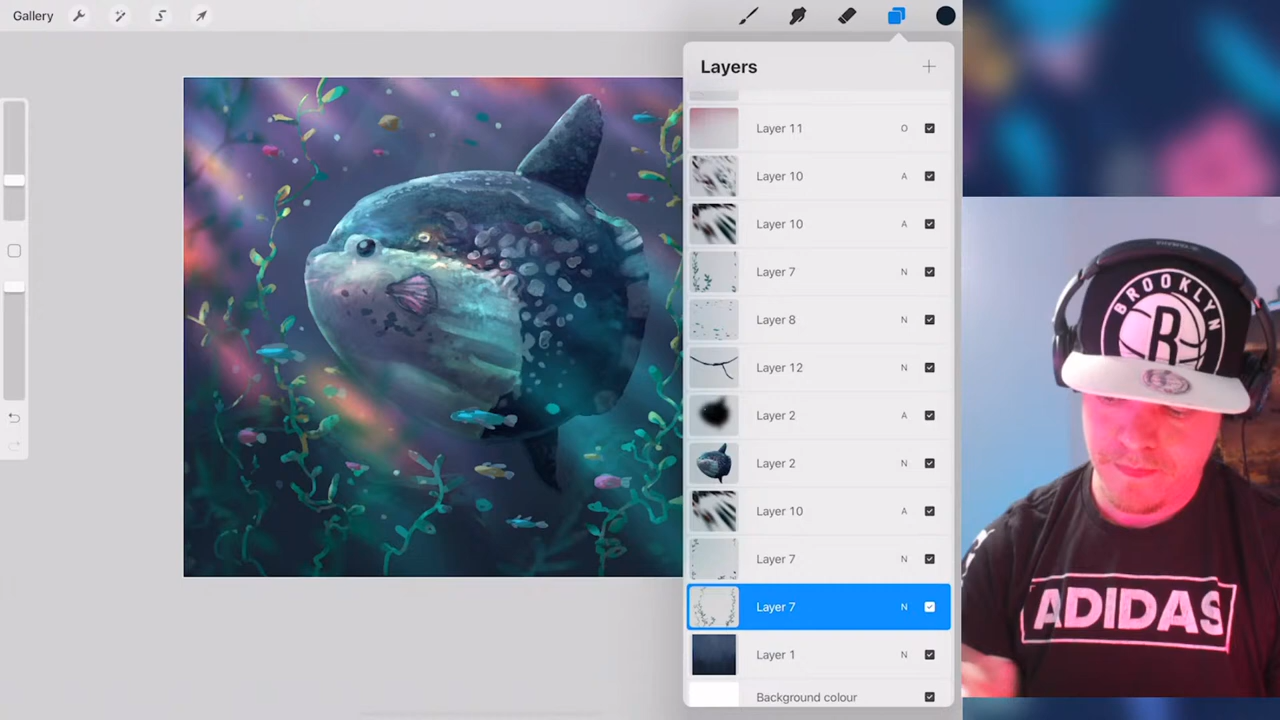 Gallery
Layers
Layer 11
O
Layer 10
A
Layer 10
A
Layer 7
N
Layer 8
N
Layer 12
N
Layer 2
A
Layer 2
N
Layer 10
A
Layer 7
N
Layer 7
N
Layer 1
N
Background colour
BROOKLYN
B
ADIDAS